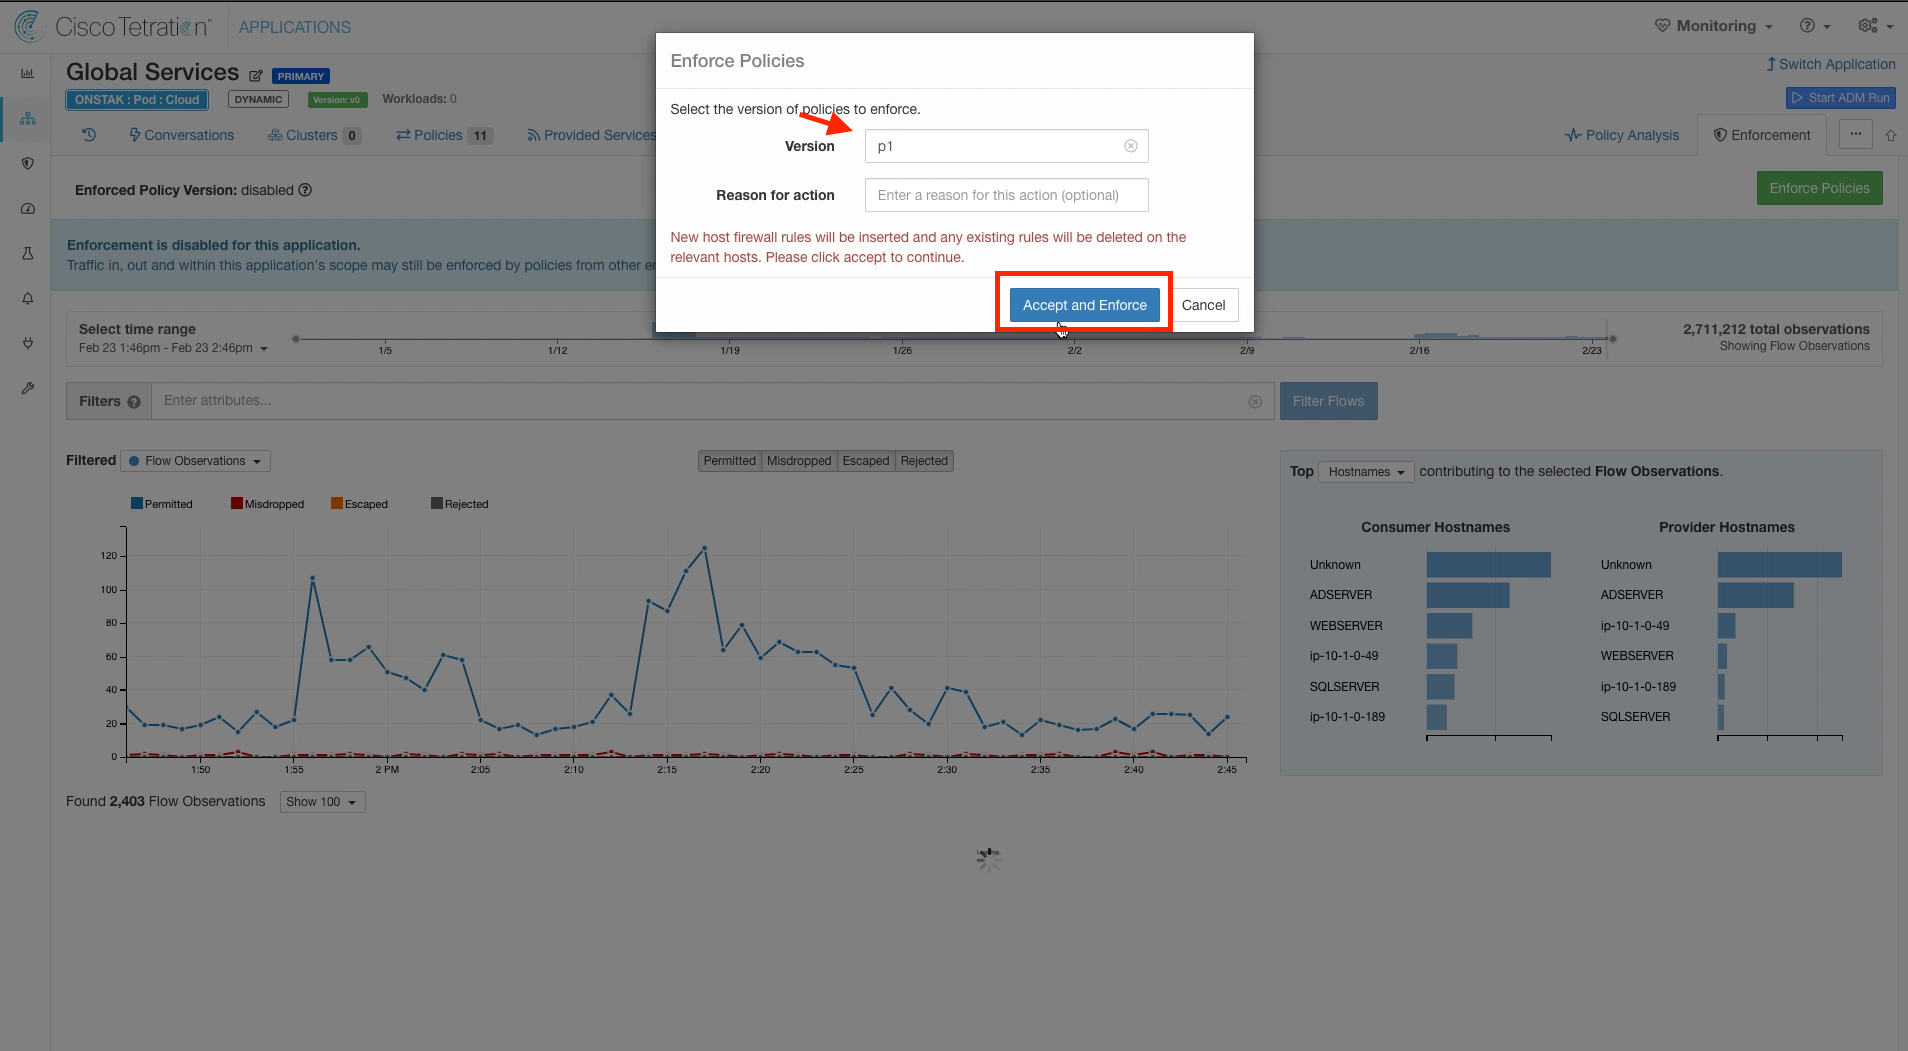 Cisco Tetration™ APPLICATIONS
Monitoring
Global Services PRIMARY
Switch Application
ONSTAK : Pod : Cloud DYNAMIC Version: v0 Workloads: 0
Start ADM Run
Conversations Clusters 0 Policies 11 Provided Services
Policy Analysis Enforcement ...
Enforced Policy Version: disabled
Enforce Policies
Enforcement is disabled for this application.
Traffic in, out and within this application's scope may still be enforced by policies from other en
Enforce Policies
Select the version of policies to enforce.
Version p1
Reason for action Enter a reason for this action (optional)
New host firewall rules will be inserted and any existing rules will be deleted on the
relevant hosts. Please click accept to continue.
Accept and Enforce Cancel
Select time range
Feb 23 1:46pm - Feb 23 2:46pm
1/5 1/12 1/19 1/26 2/2 2/9 2/16 2/23
2,711,212 total observations
Showing Flow Observations
Filters ? Enter attributes... Filter Flows
Filtered Flow Observations
Permitted Misdropped Escaped Rejected
Permitted Misdropped Escaped Rejected
120
100
80
60
40
20
0
1:50 1:55 2 PM 2:05 2:10 2:15 2:20 2:25 2:30 2:35 2:40 2:45
Top Hostnames contributing to the selected Flow Observations.
Consumer Hostnames
Unknown
ADSERVER
WEBSERVER
ip-10-1-0-49
SQLSERVER
ip-10-1-0-189
Provider Hostnames
Unknown
ADSERVER
ip-10-1-0-49
WEBSERVER
ip-10-1-0-189
SQLSERVER
Found 2,403 Flow Observations Show 100